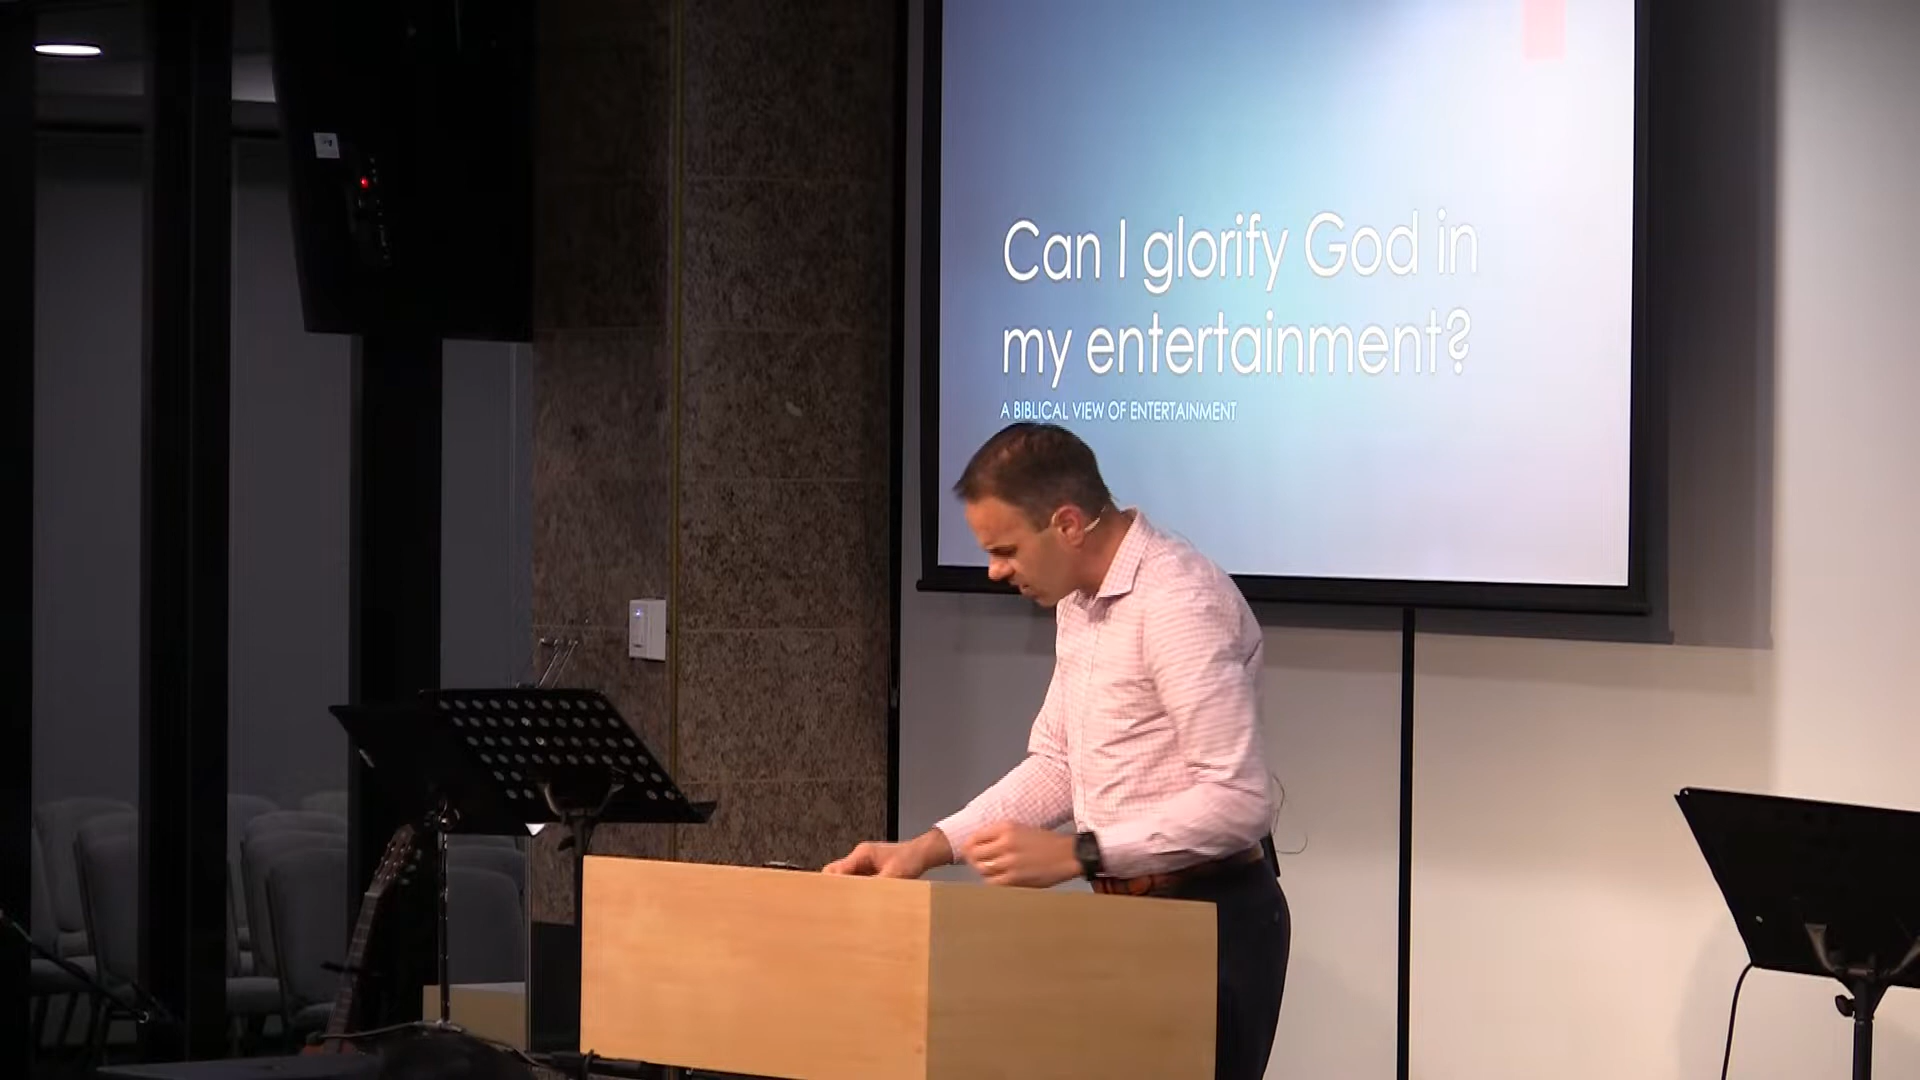 Can I glorify God in
my entertainment?
A BIBLICAL VIEW OF ENTERTAINMENT